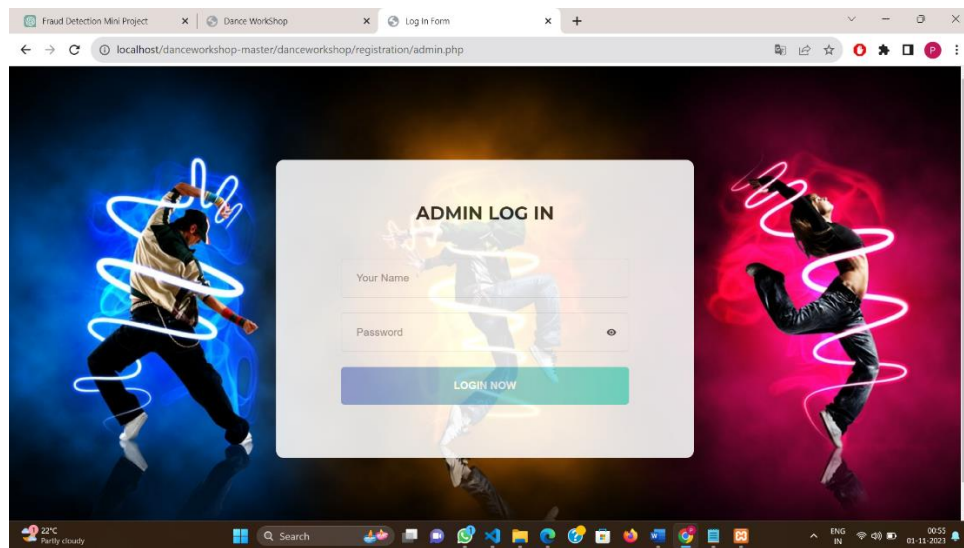 Fraud Detection Mini Project
Dance WorkShop
Log In Form
localhost/danceworkshop-master/danceworkshop/registration/admin.php
P
ADMIN LOG IN
Your Name
Password
LOGIN NOW
22°C
Partly cloudy
Search
ENG
IN
00:55
01-11-2023